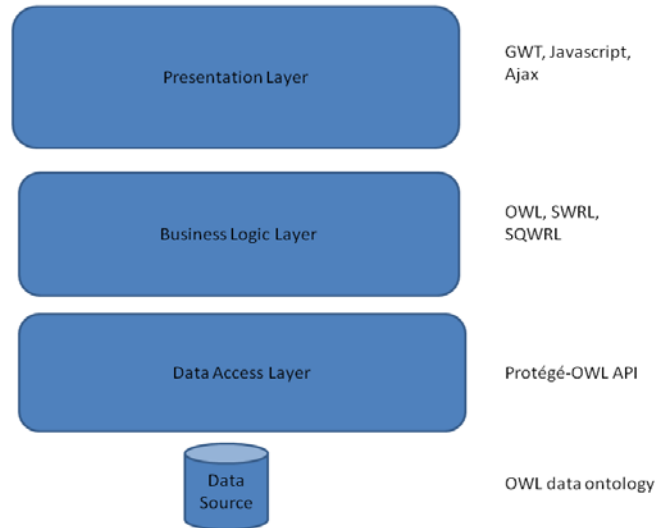 Presentation Layer
GWT, Javascript,
Ajax
Business Logic Layer
OWL, SWRL,
SQWRL
Data Access Layer
Protégé-OWL API
Data
Source
OWL data ontology